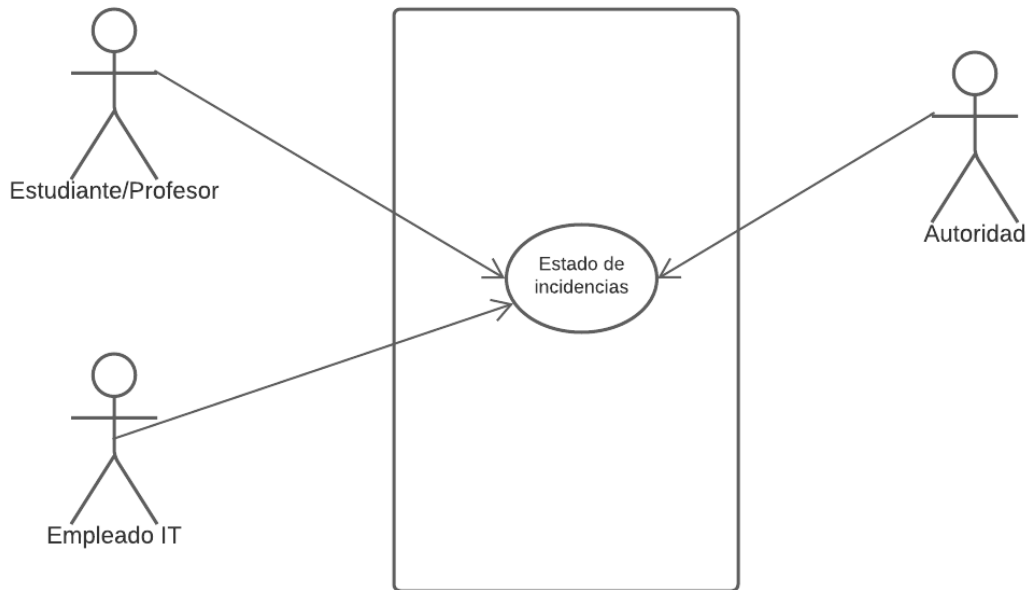 Estudiante/Profesor
Autoridad
Estado de
incidencias
Empleado IT